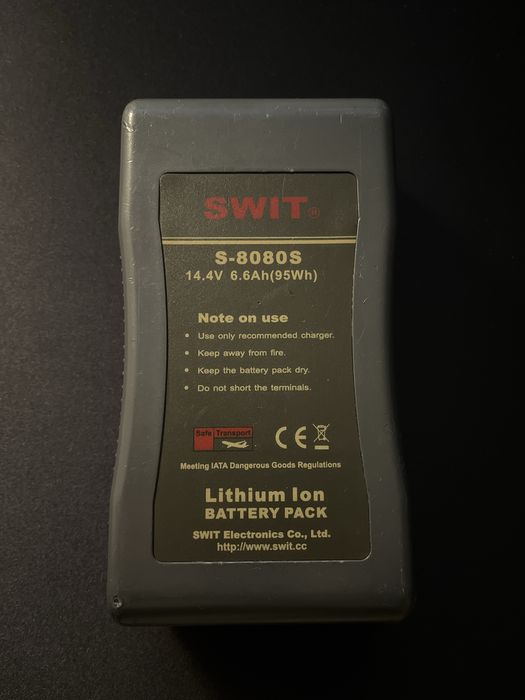 SWIT®
S-8080S
14.4V 6.6Ah(95Wh)
Note on use
• Use only recommended charger.
• Keep away from fire.
• Keep the battery pack dry.
• Do not short the terminals.
Safe Transport
CE
Meeting IATA Dangerous Goods Regulations
Lithium Ion
BATTERY PACK
SWIT Electronics Co., Ltd.
http://www.swit.cc